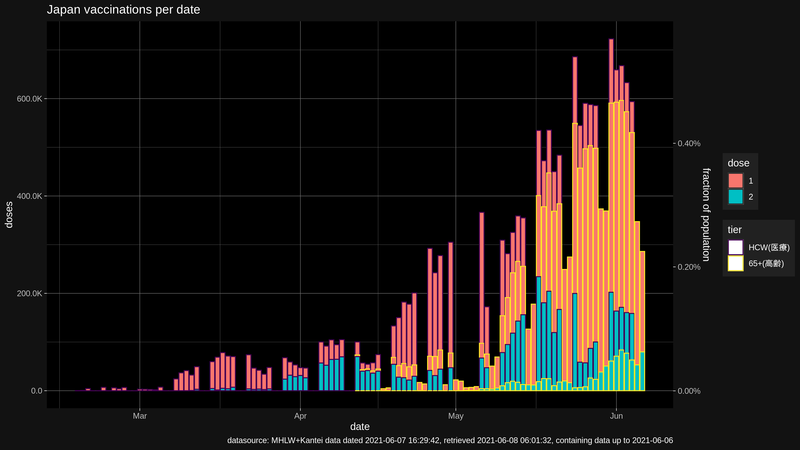 Japan vaccinations per date
600.0K
400.0K
200.0K
0.0
doses
0.40%
0.20%
0.00%
fraction of population
Mar
Apr
May
Jun
date
dose
1
2
tier
HCW(医療)
65+(高齢)
datasource: MHLW+Kantei data dated 2021-06-07 16:29:42, retrieved 2021-06-08 06:01:32, containing data up to 2021-06-06